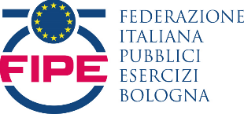 FIPE
FEDERAZIONE
ITALIANA
PUBBLICI
ESERCIZI
BOLOGNA